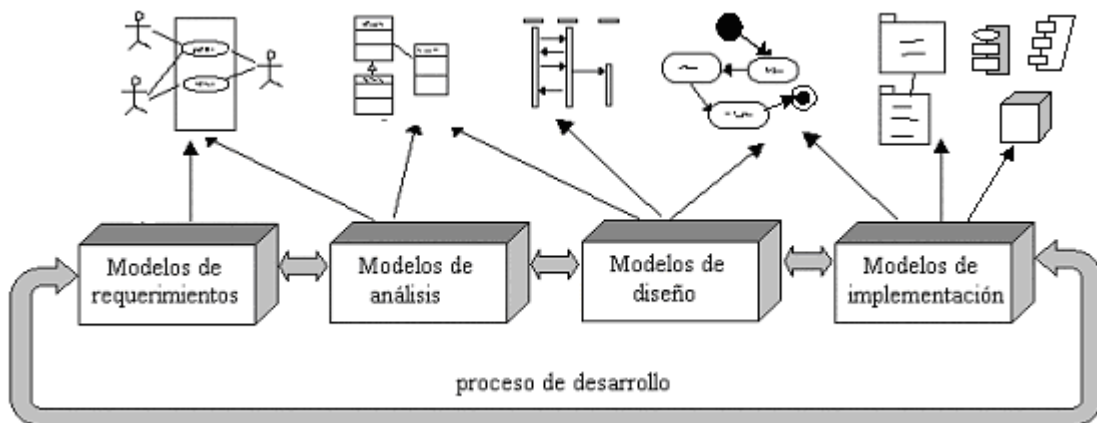 Modelos de
requerimientos
Modelos de
análisis
Modelos de
diseño
Modelos de
implementación
proceso de desarrollo